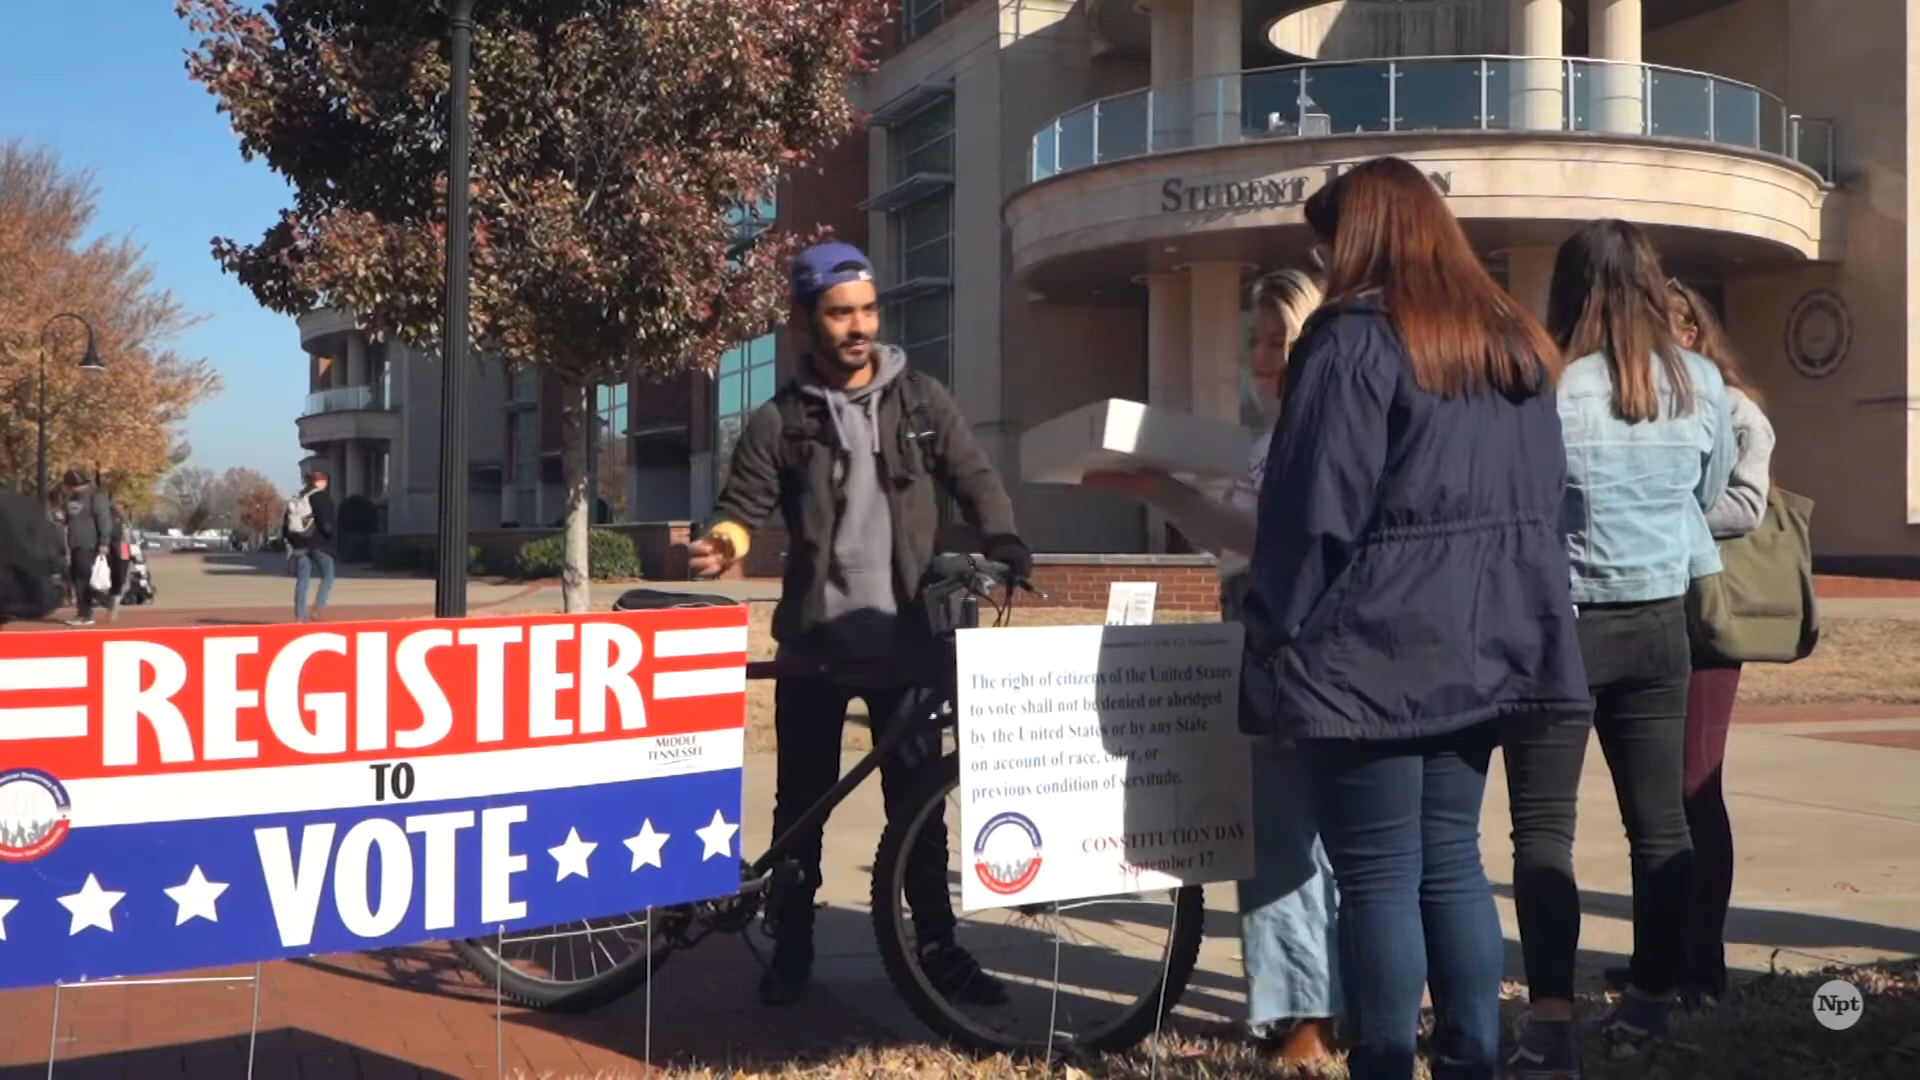 STUDENT
REGISTER
TO
VOTE
MIDDLE
TENNESSEE
The right of citizens of the United States
to vote shall not be denied or abridged
by the United States or by any State
on account of race, color, or
previous condition of servitude.
CONSTITUTION DAY
September 17
Npt